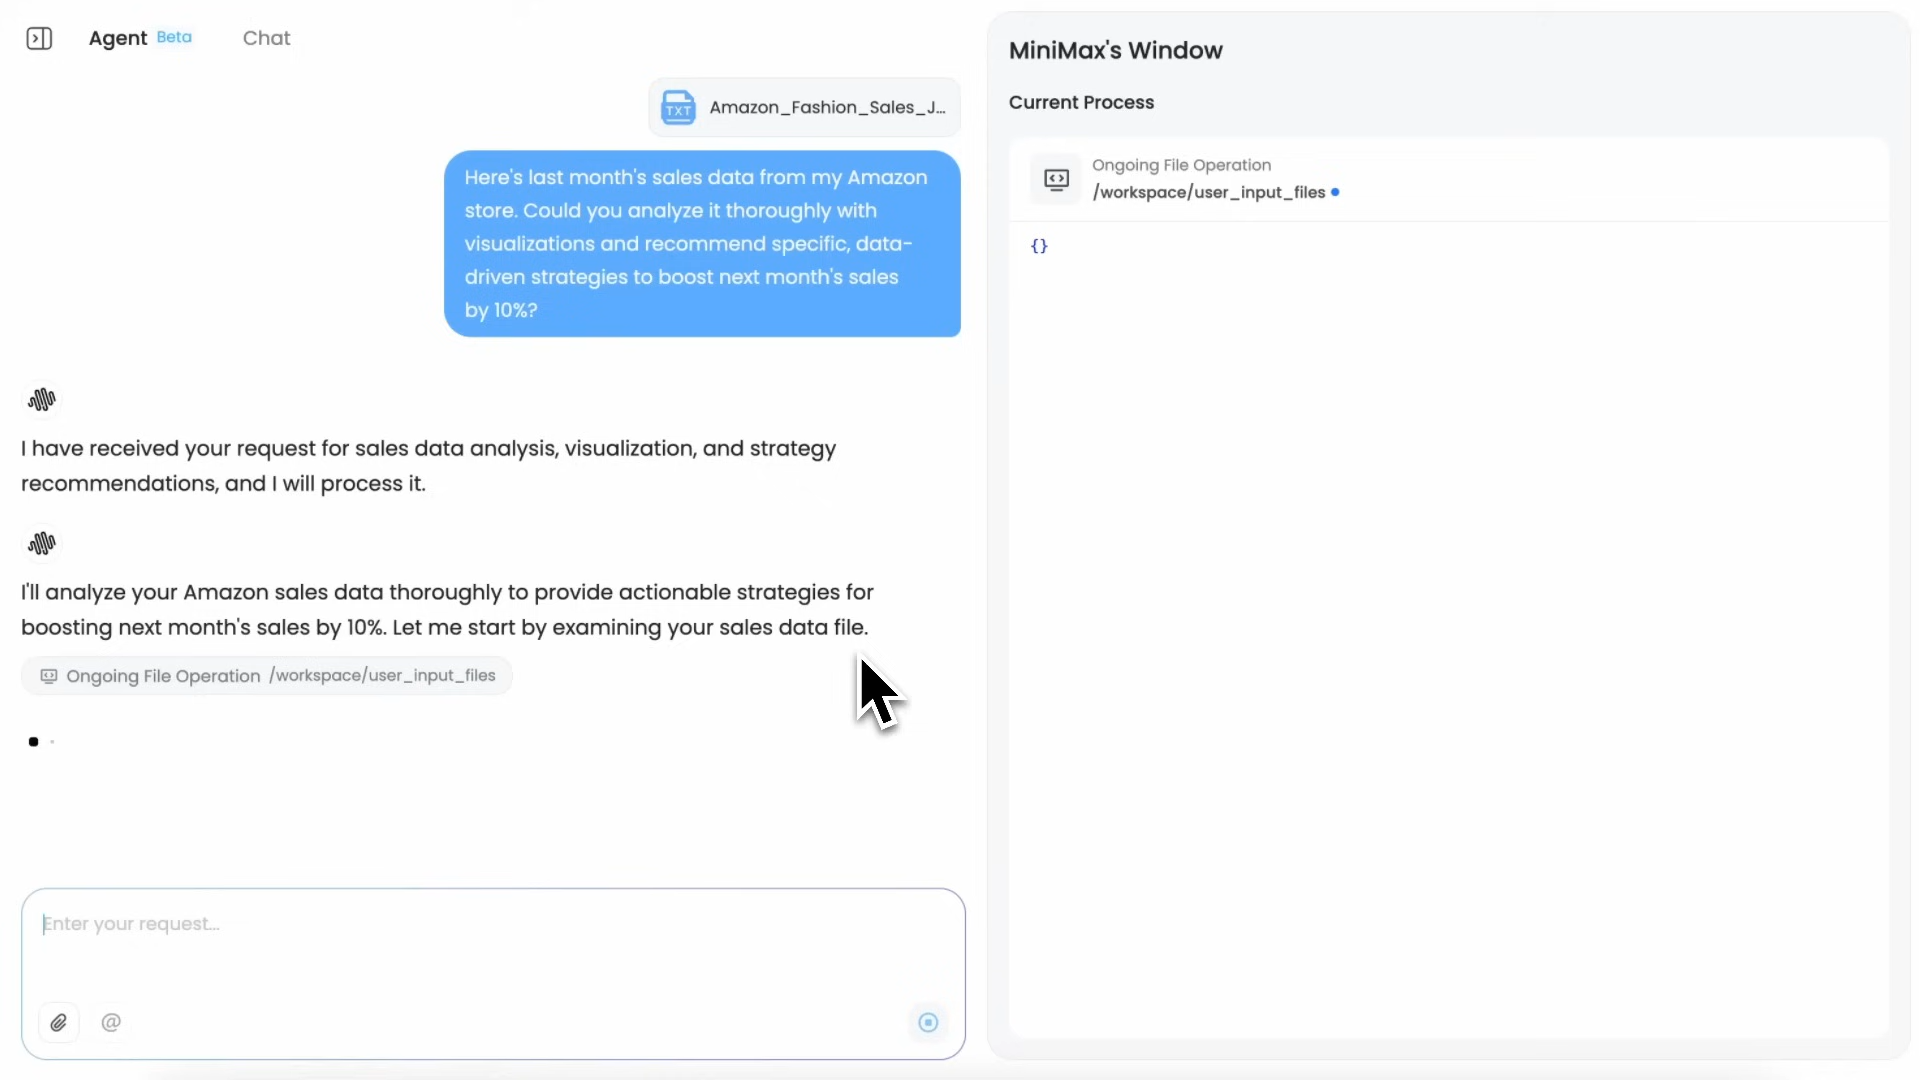 Agent Beta Chat
TXT Amazon_Fashion_Sales_J...
Here's last month's sales data from my Amazon
store. Could you analyze it thoroughly with
visualizations and recommend specific, data-
driven strategies to boost next month's sales
by 10%?
I have received your request for sales data analysis, visualization, and strategy
recommendations, and I will process it.
I'll analyze your Amazon sales data thoroughly to provide actionable strategies for
boosting next month's sales by 10%. Let me start by examining your sales data file.
Ongoing File Operation /workspace/user_input_files
Enter your request...
@
MiniMax's Window
Current Process
Ongoing File Operation
/workspace/user_input_files
{}